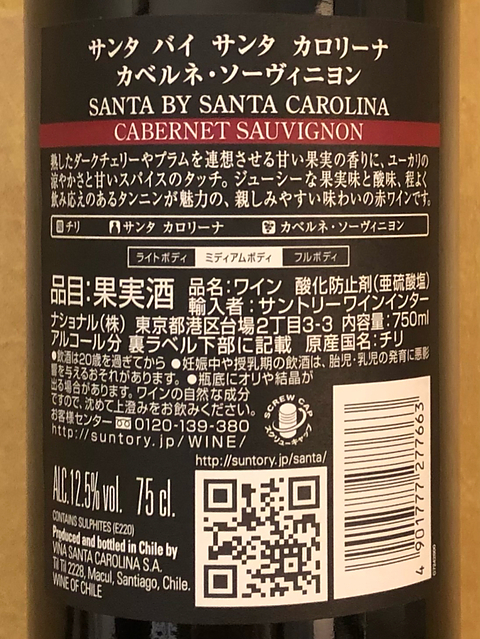 サンタ バイ サンタ カロリーナ
カベルネ・ソーヴィニヨン
SANTA BY SANTA CAROLINA
CABERNET SAUVIGNON
熟したダークチェリーやプラムを連想させる甘い果実の香りに、ユーカリの
涼やかさと甘いスパイスのタッチ。ジューシーな果実味と酸味、程よく
飲み応えのあるタンニンが魅力の、親しみやすい味わいの赤ワインです。
チリ サンタ カロリーナ カベルネ・ソーヴィニヨン
ライトボディ ミディアムボディ フルボディ
品目:果実酒 品名:ワイン 酸化防止剤(亜硫酸塩)
輸入者:サントリーワインインター
ナショナル(株) 東京都港区台場2丁目3-3 内容量:750ml
アルコール分 裏ラベル下部に記載 原産国名:チリ
●飲酒は20歳を過ぎてから ●妊娠中や授乳期の飲酒は、胎児・乳児の発育に悪影
響を与えるおそれがあります。 ●瓶底にオリや結晶が
出る場合があります。ワインの自然な成分
ですので、沈めて上澄みをお飲みください。
お客様センター 0120-139-380
http://suntory.jp/WINE/
SCREW CAP
スクリューキャップ
http://suntory.jp/santa/
ALC.12.5%vol. 75 cl.
CONTAINS SULPHITES (E220)
Produced and bottled in Chile by
VIÑA SANTA CAROLINA S.A.
Til Til 2228, Macul, Santiago, Chile.
WINE OF CHILE
4 901777 277663